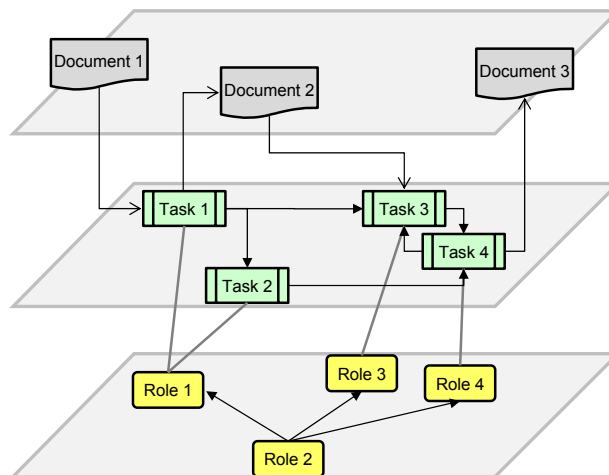 Document 1
Document 2
Document 3
Task 1
Task 3
Task 4
Task 2
Role 1
Role 3
Role 4
Role 2